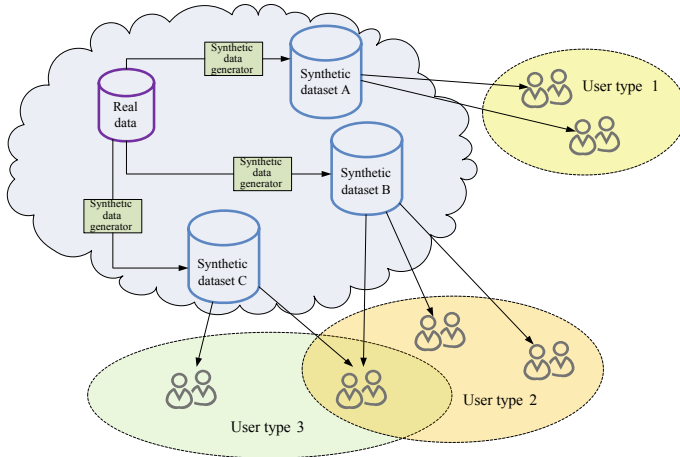 Synthetic
data
generator
Synthetic
dataset A
User type 1
Real
data
Synthetic
data
generator
Synthetic
dataset B
Synthetic
data
generator
Synthetic
dataset C
User type 2
User type 3